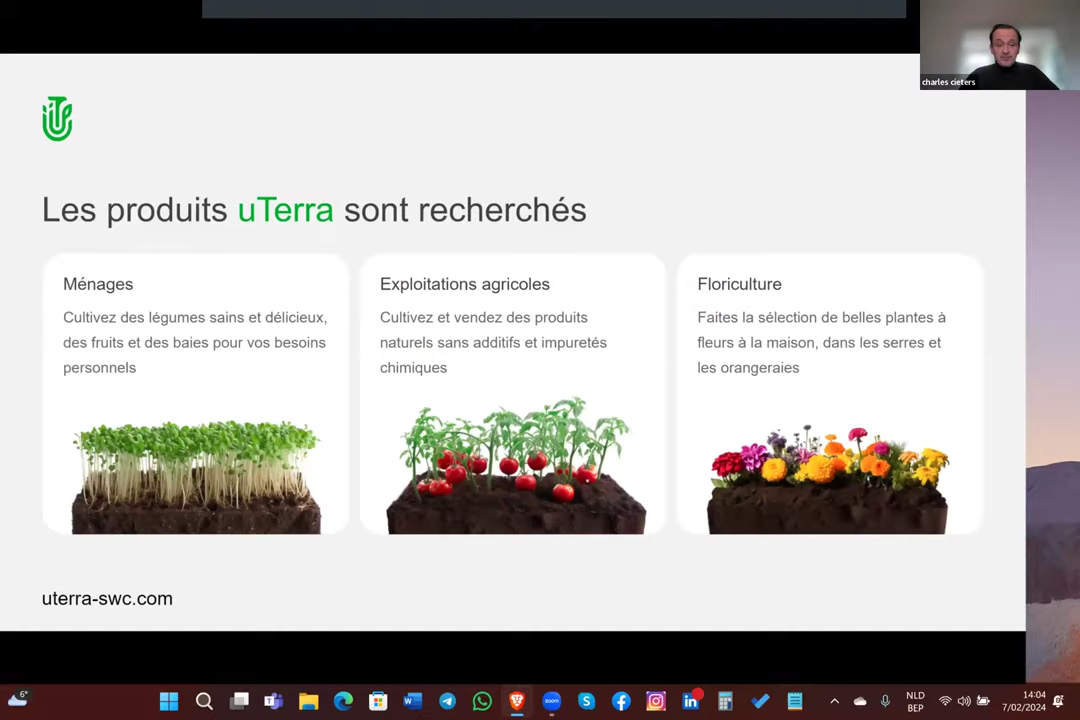 charles cieters
Les produits uTerra sont recherchés
Ménages
Cultivez des légumes sains et délicieux,
des fruits et des baies pour vos besoins
personnels
Exploitations agricoles
Cultivez et vendez des produits
naturels sans additifs et impuretés
chimiques
Floriculture
Faites la sélection de belles plantes à
fleurs à la maison, dans les serres et
les orangeraies
uterra-swc.com
6°
zoom
NLD
BEP
14:04
7/02/2024